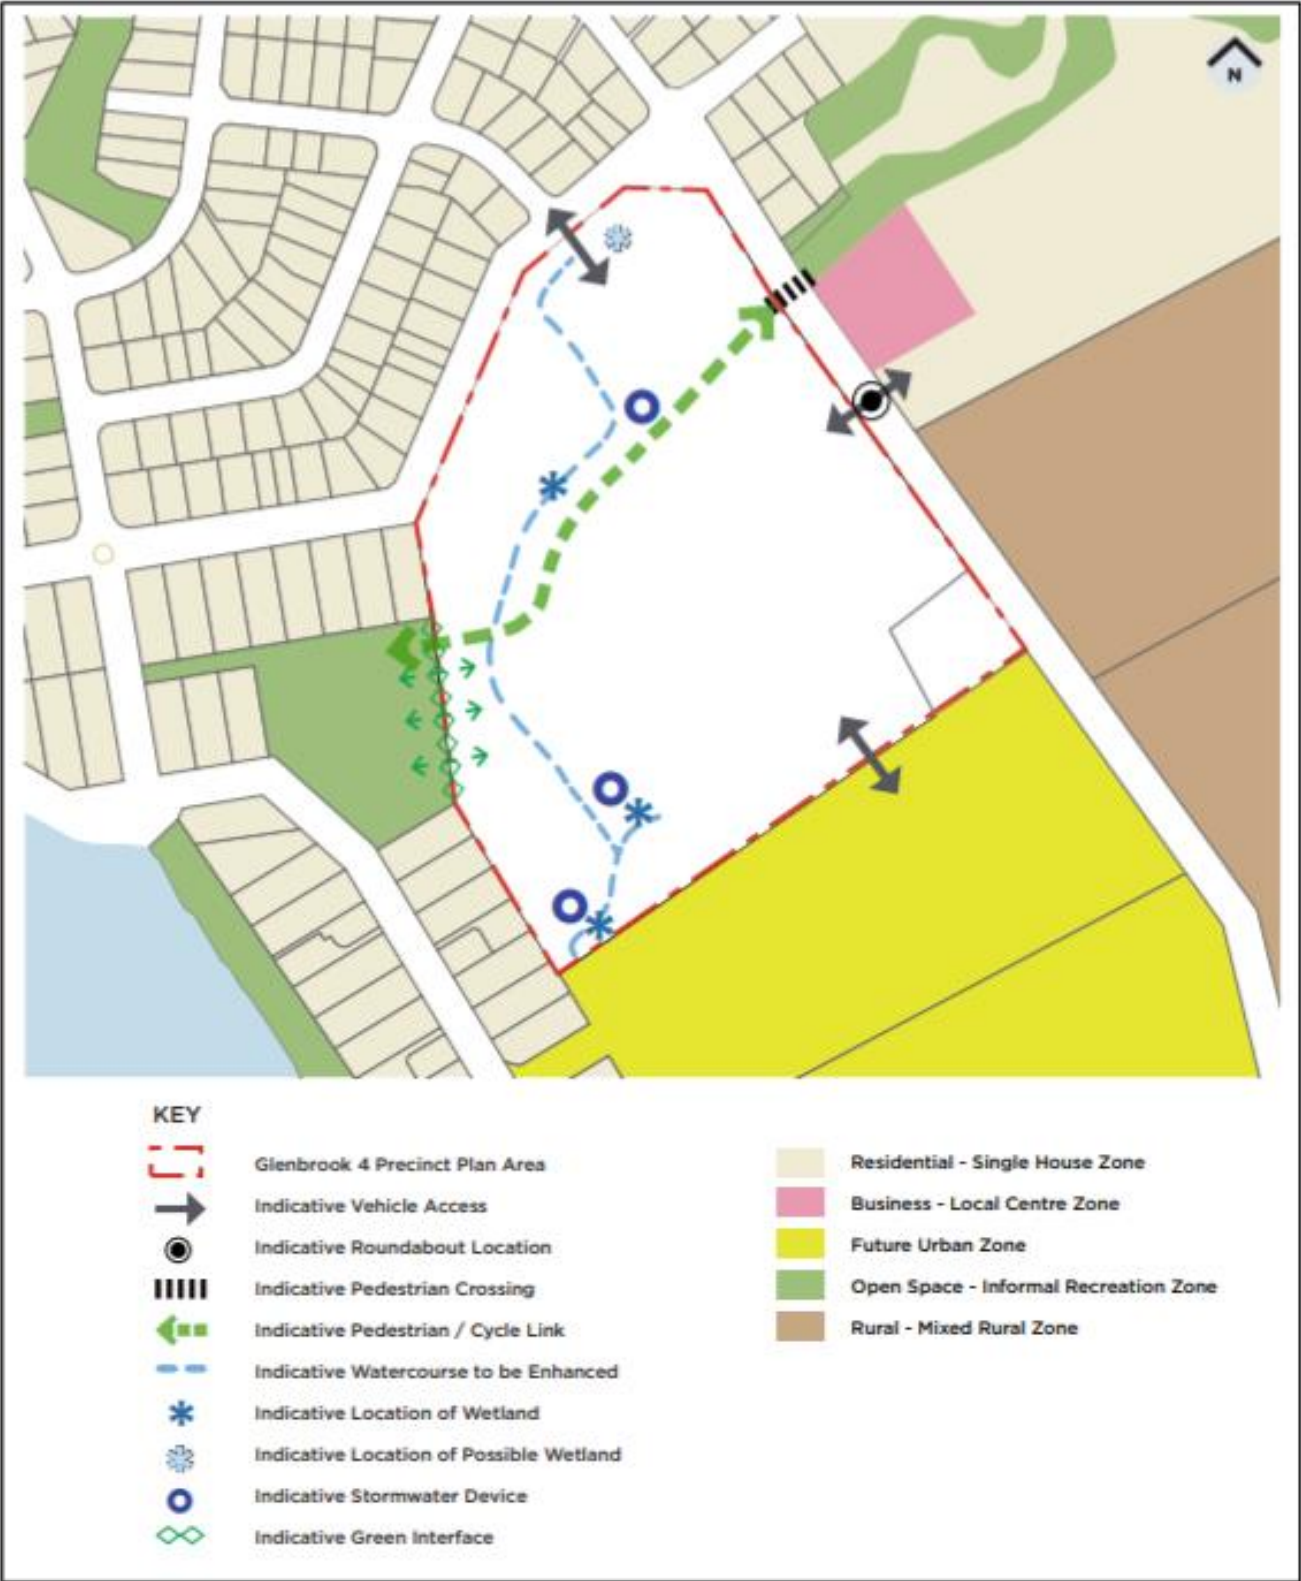 N
KEY
Glenbrook 4 Precinct Plan Area
Indicative Vehicle Access
Indicative Roundabout Location
Indicative Pedestrian Crossing
Indicative Pedestrian / Cycle Link
Indicative Watercourse to be Enhanced
Indicative Location of Wetland
Indicative Location of Possible Wetland
Indicative Stormwater Device
Indicative Green Interface
Residential - Single House Zone
Business - Local Centre Zone
Future Urban Zone
Open Space - Informal Recreation Zone
Rural - Mixed Rural Zone